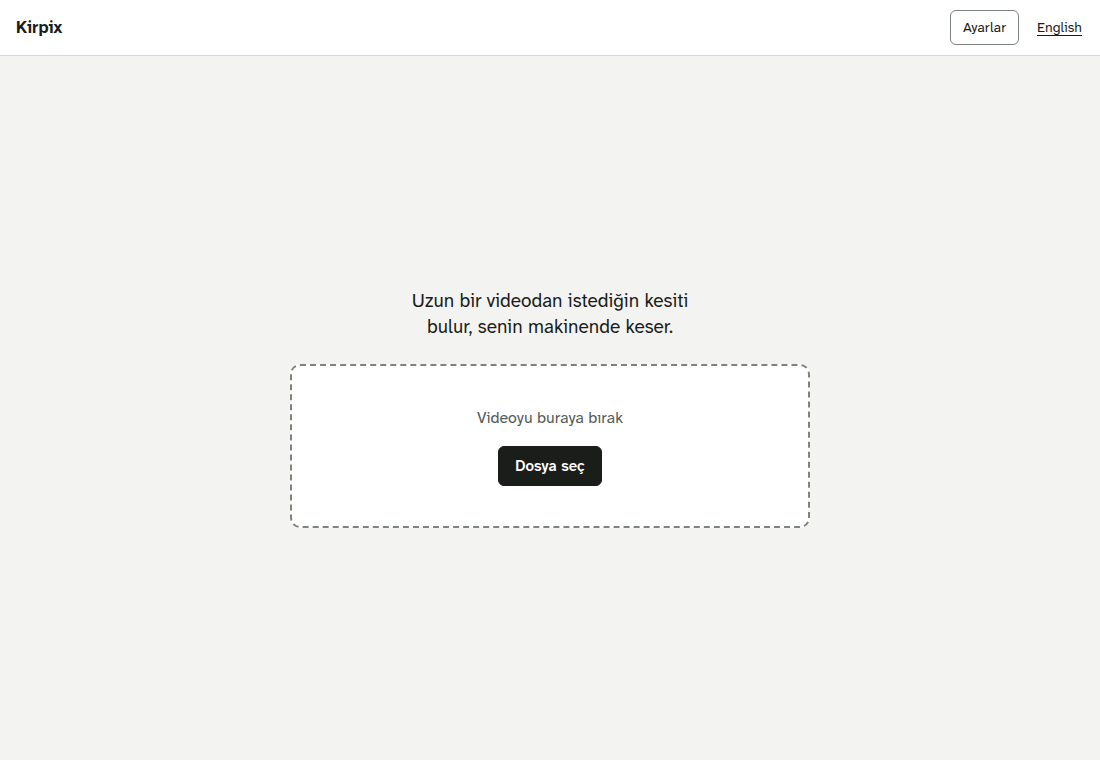 Kirpix
Ayarlar
English
Uzun bir videodan istediğin kesiti
bulur, senin makinende keser.
Videoyu buraya bırak
Dosya seç